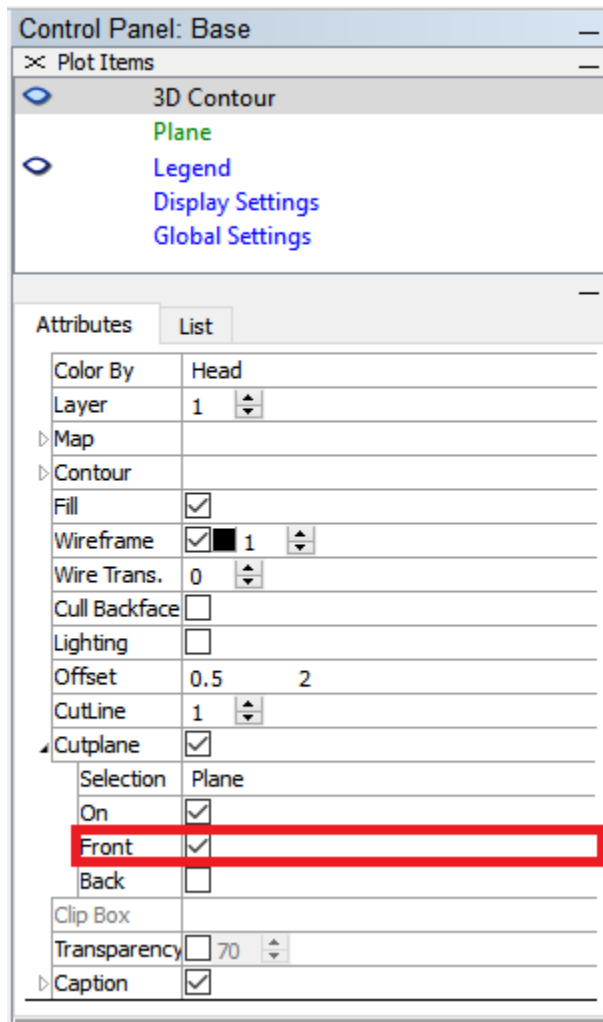 Control Panel: Base
Plot Items
3D Contour
Plane
Legend
Display Settings
Global Settings
Attributes List
Color By Head
Layer 1
Map
Contour
Fill
Wireframe 1
Wire Trans. 0
Cull Backface
Lighting
Offset 0.5 2
CutLine 1
Cutplane
Selection Plane
On
Front
Back
Clip Box
Transparency 70
Caption